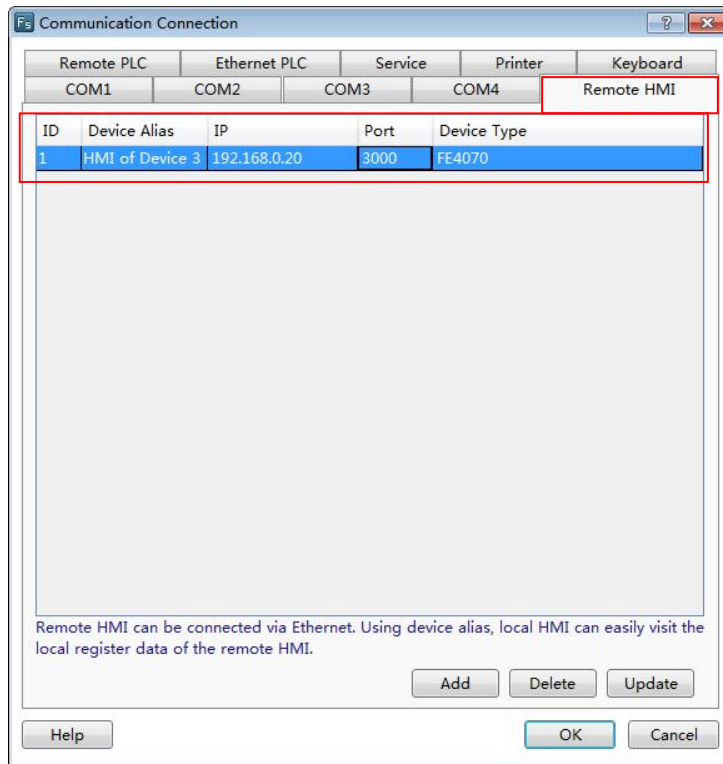 Fs Communication Connection
Remote PLC Ethernet PLC Service Printer Keyboard
COM1 COM2 COM3 COM4 Remote HMI
ID Device Alias IP Port Device Type
1 HMI of Device 3 192.168.0.20 3000 FE4070
Remote HMI can be connected via Ethernet. Using device alias, local HMI can easily visit the
local register data of the remote HMI.
Add Delete Update
Help OK Cancel